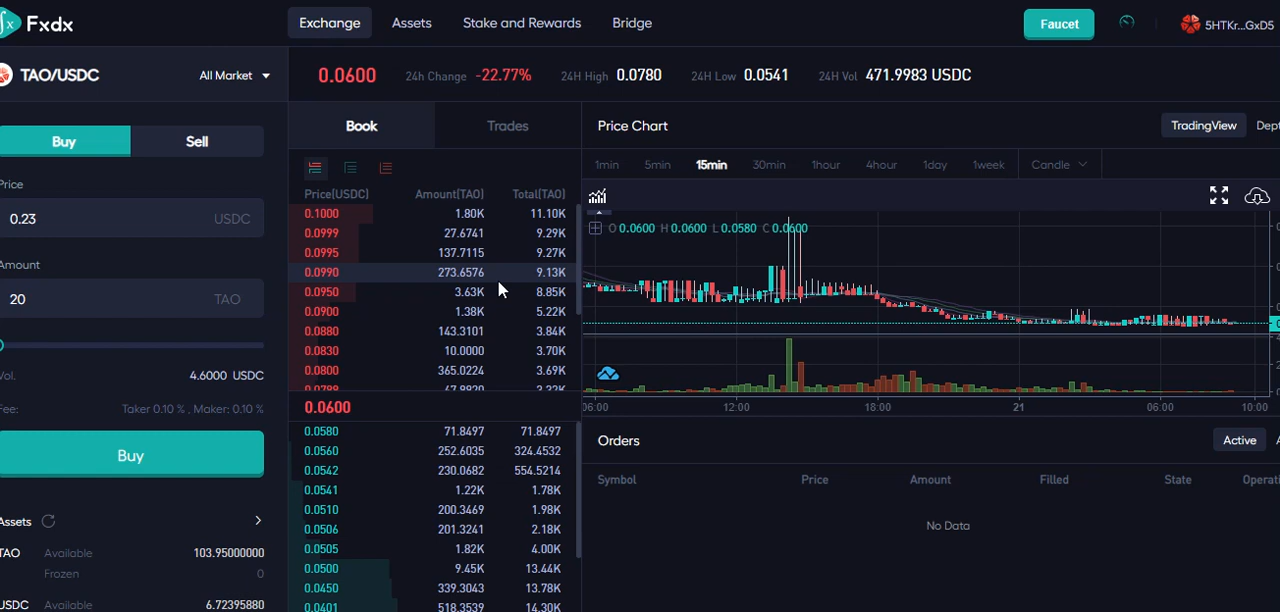 Fxdx Exchange Assets Stake and Rewards Bridge Faucet 5HTKr...GxD5
TAO/USDC All Market 0.0600 24h Change -22.77% 24H High 0.0780 24H Low 0.0541 24H Vol 471.9983 USDC
Buy Sell
Price
0.23 USDC
Amount
20 TAO
Vol. 4.6000 USDC
Fee: Taker 0.10 % , Maker: 0.10 %
Buy
Assets
TAO Available 103.95000000
Frozen 0
USDC Available 6.72395880
Book Trades
Price(USDC) Amount(TAO) Total(TAO)
0.1000 1.80K 11.10K
0.0999 27.6741 9.29K
0.0995 137.7115 9.27K
0.0990 273.6576 9.13K
0.0950 3.63K 8.85K
0.0900 1.38K 5.22K
0.0880 143.3101 3.84K
0.0830 10.0000 3.70K
0.0800 365.0224 3.69K
0.0600
0.0580 71.8497 71.8497
0.0560 252.6035 324.4532
0.0542 230.0682 554.5214
0.0541 1.22K 1.78K
0.0510 200.3469 1.98K
0.0506 201.3241 2.18K
0.0505 1.82K 4.00K
0.0500 9.45K 13.44K
0.0450 339.3043 13.78K
0.0401 518.3539 14.30K
Price Chart TradingView Dept
1min 5min 15min 30min 1hour 4hour 1day 1week Candle
O 0.0600 H 0.0600 L 0.0580 C 0.0600
06:00 12:00 18:00 21 06:00 10:00
Orders Active
Symbol Price Amount Filled State Operati
No Data